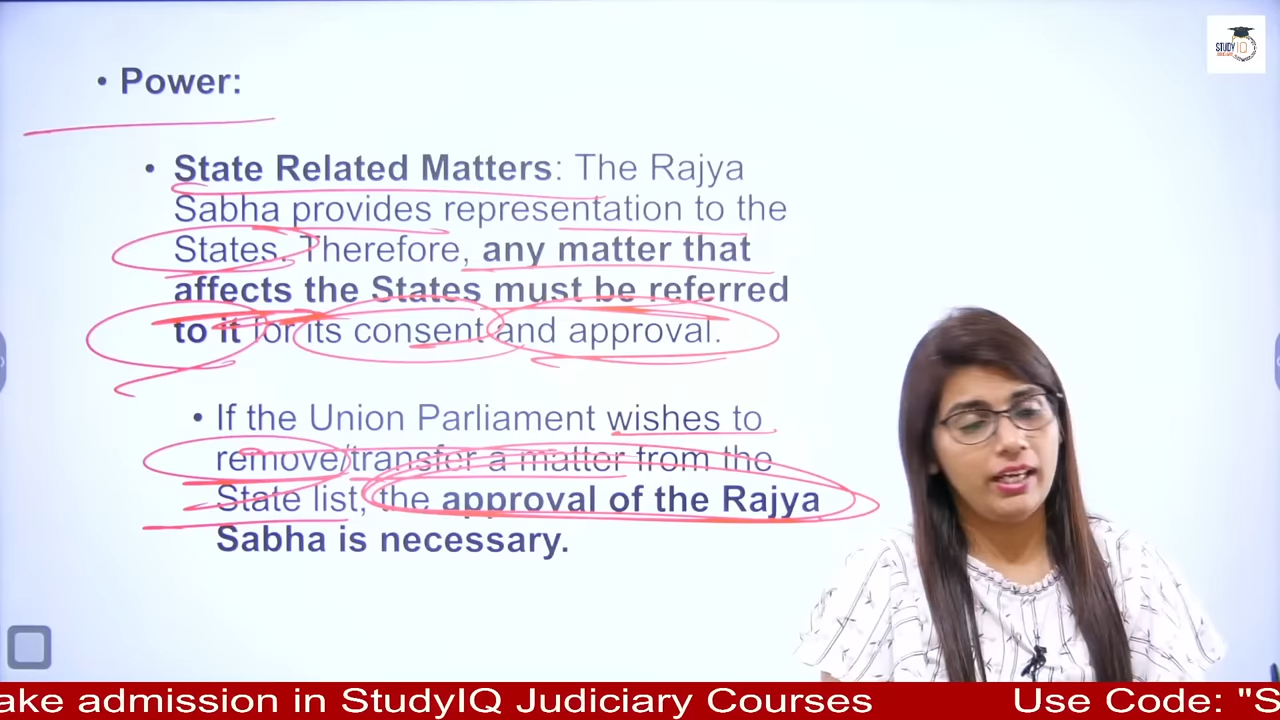 STUDY IQ
• Power:
• State Related Matters: The Rajya
Sabha provides representation to the
States. Therefore, any matter that
affects the States must be referred
to it for its consent and approval.
• If the Union Parliament wishes to
remove/transfer a matter from the
State list, the approval of the Rajya
Sabha is necessary.
ake admission in StudyIQ Judiciary Courses Use Code: "S